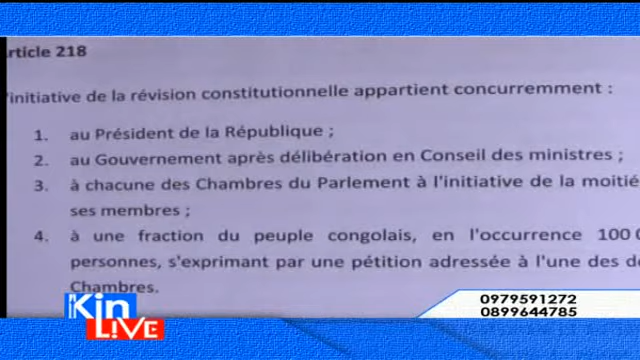 rticle 218
'initiative de la révision constitutionnelle appartient concurremment :
1. au Président de la République ;
2. au Gouvernement après délibération en Conseil des ministres ;
3. à chacune des Chambres du Parlement à l'initiative de la moitié
ses membres ;
4. à une fraction du peuple congolais, en l'occurrence 100
personnes, s'exprimant par une pétition adressée à l'une des
Chambres.
Kin
LIVE
0979591272
0899644785